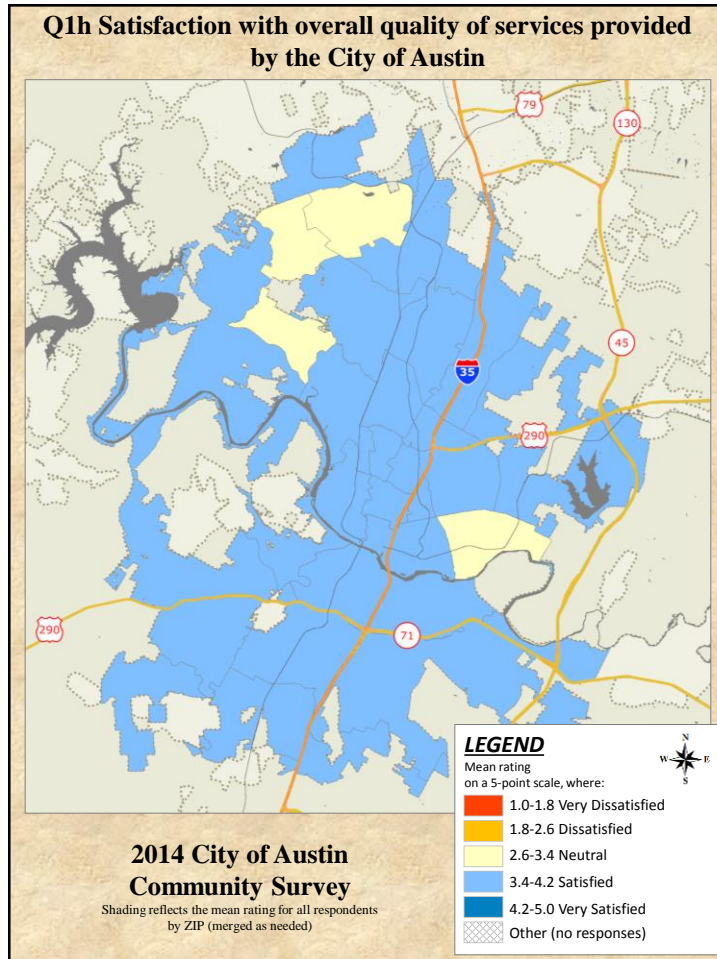 Q1h Satisfaction with overall quality of services provided
by the City of Austin
79
130
45
35
290
290
71
LEGEND
Mean rating
on a 5-point scale, where:
N
W
E
S
1.0-1.8 Very Dissatisfied
1.8-2.6 Dissatisfied
2.6-3.4 Neutral
3.4-4.2 Satisfied
4.2-5.0 Very Satisfied
Other (no responses)
2014 City of Austin
Community Survey
Shading reflects the mean rating for all respondents
by ZIP (merged as needed)